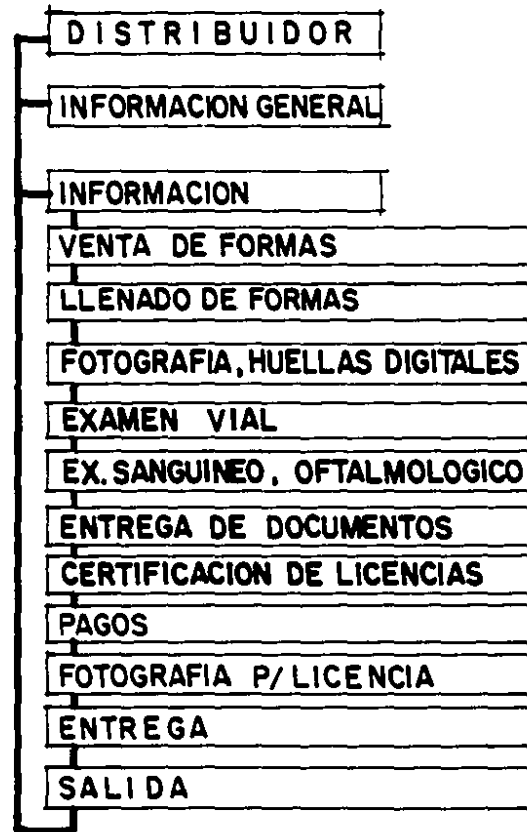 DISTRIBUIDOR
INFORMACION GENERAL
INFORMACION
VENTA DE FORMAS
LLENADO DE FORMAS
FOTOGRAFIA, HUELLAS DIGITALES
EXAMEN VIAL
EX. SANGUINEO, OFTALMOLOGICO
ENTREGA DE DOCUMENTOS
CERTIFICACION DE LICENCIAS
PAGOS
FOTOGRAFIA P/ LICENCIA
ENTREGA
SALIDA